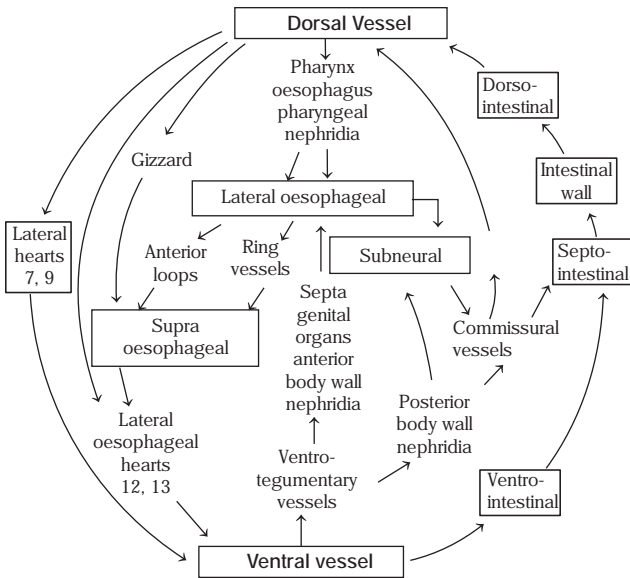 Dorsal Vessel
Pharynx
oesophagus
pharyngeal
nephridia
Dorso-
intestinal
Gizzard
Intestinal
wall
Lateral oesophageal
Lateral
hearts
7, 9
Anterior
loops
Ring
vessels
Subneural
Septo-
intestinal
Septa
genital
organs
anterior
body wall
nephridia
Supra
oesophageal
Commissural
vessels
Posterior
body wall
nephridia
Lateral
oesophageal
hearts
12, 13
Ventro-
tegumentary
vessels
Ventro-
intestinal
Ventral vessel